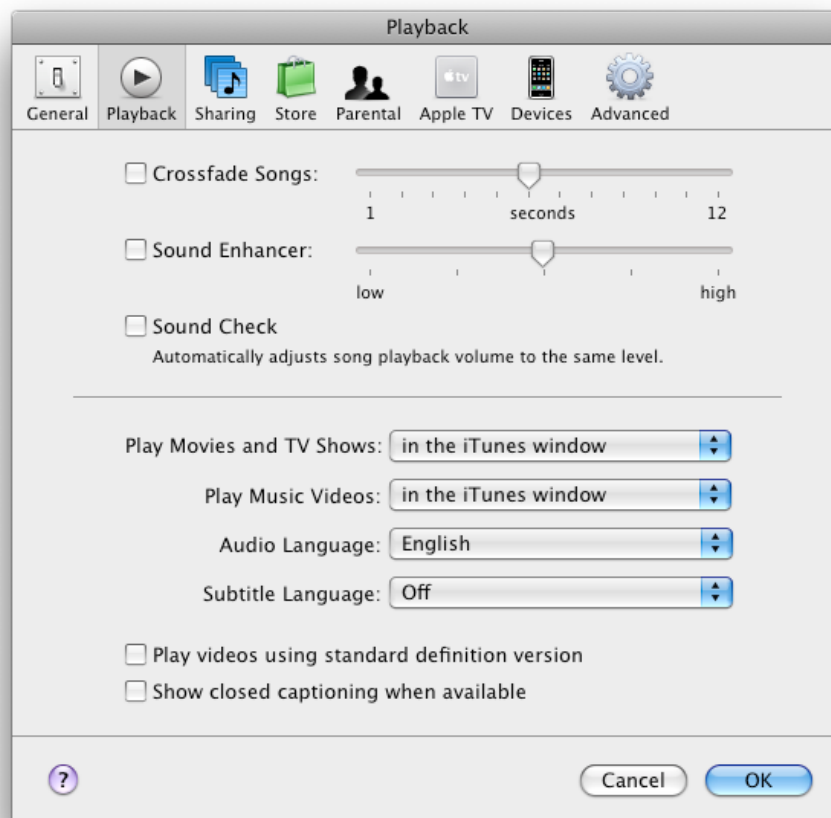 Playback
General Playback Sharing Store Parental Apple TV Devices Advanced
Crossfade Songs:
1 seconds 12
Sound Enhancer:
low high
Sound Check
Automatically adjusts song playback volume to the same level.
Play Movies and TV Shows: in the iTunes window
Play Music Videos: in the iTunes window
Audio Language: English
Subtitle Language: Off
Play videos using standard definition version
Show closed captioning when available
? Cancel OK